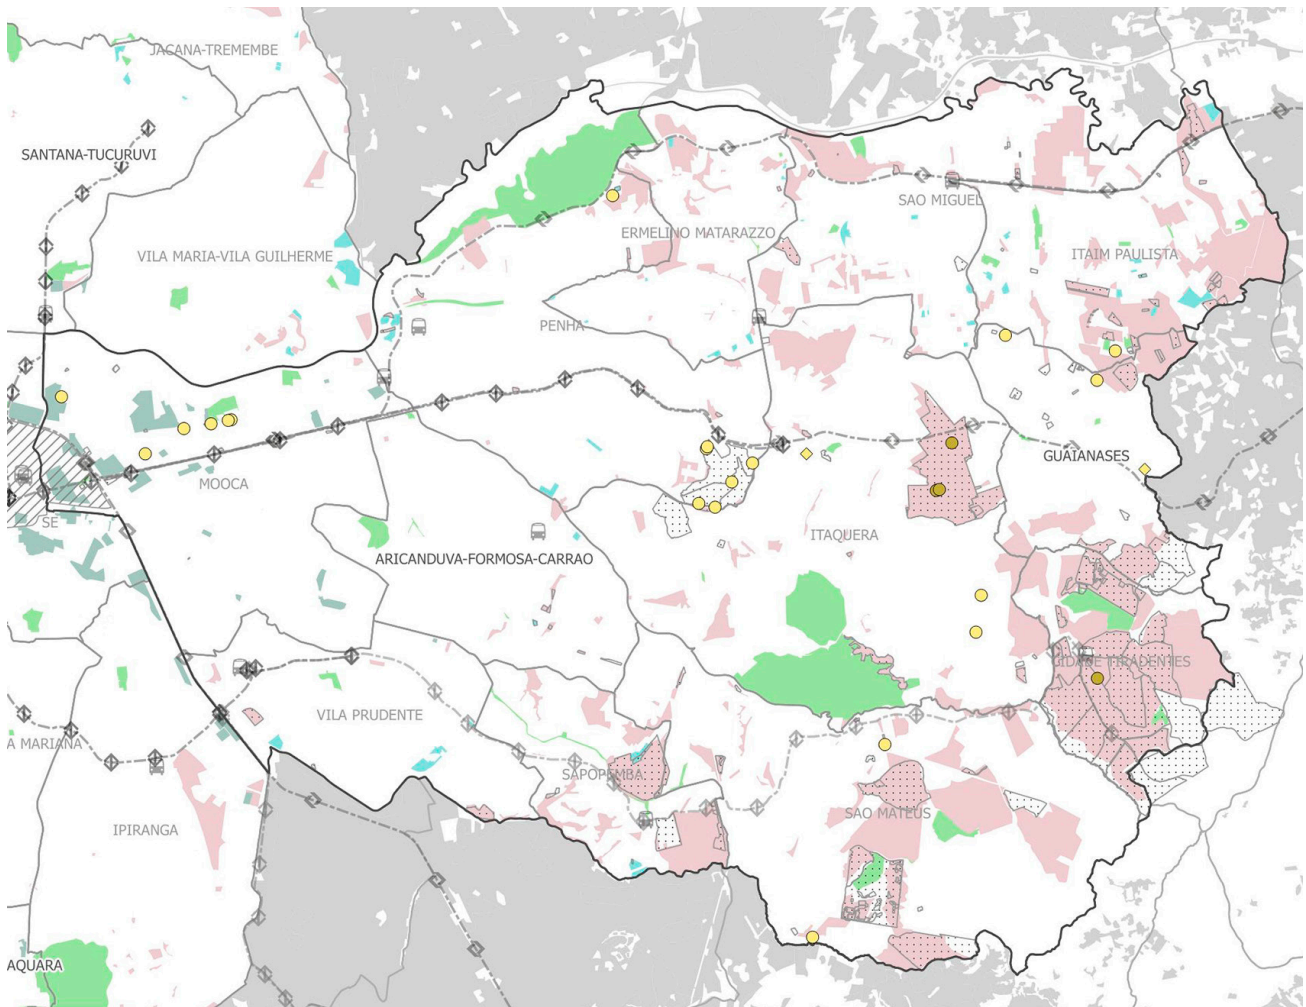 JACANA-TREMEMBE
SANTANA-TUCURUVI
SAO MIGUEL
ERMELINO MATARAZZO
VILA MARIA-VILA GUILHERME
ITAIM PAULISTA
PENHA
GUAIANASES
MOOCA
SE
ITAQUERA
ARICANDUVA-FORMOSA-CARRAO
CIDADE TIRADENTES
VILA PRUDENTE
A MARIANA
SAPOPEMBA
SAO MATEUS
IPIRANGA
AQUARA